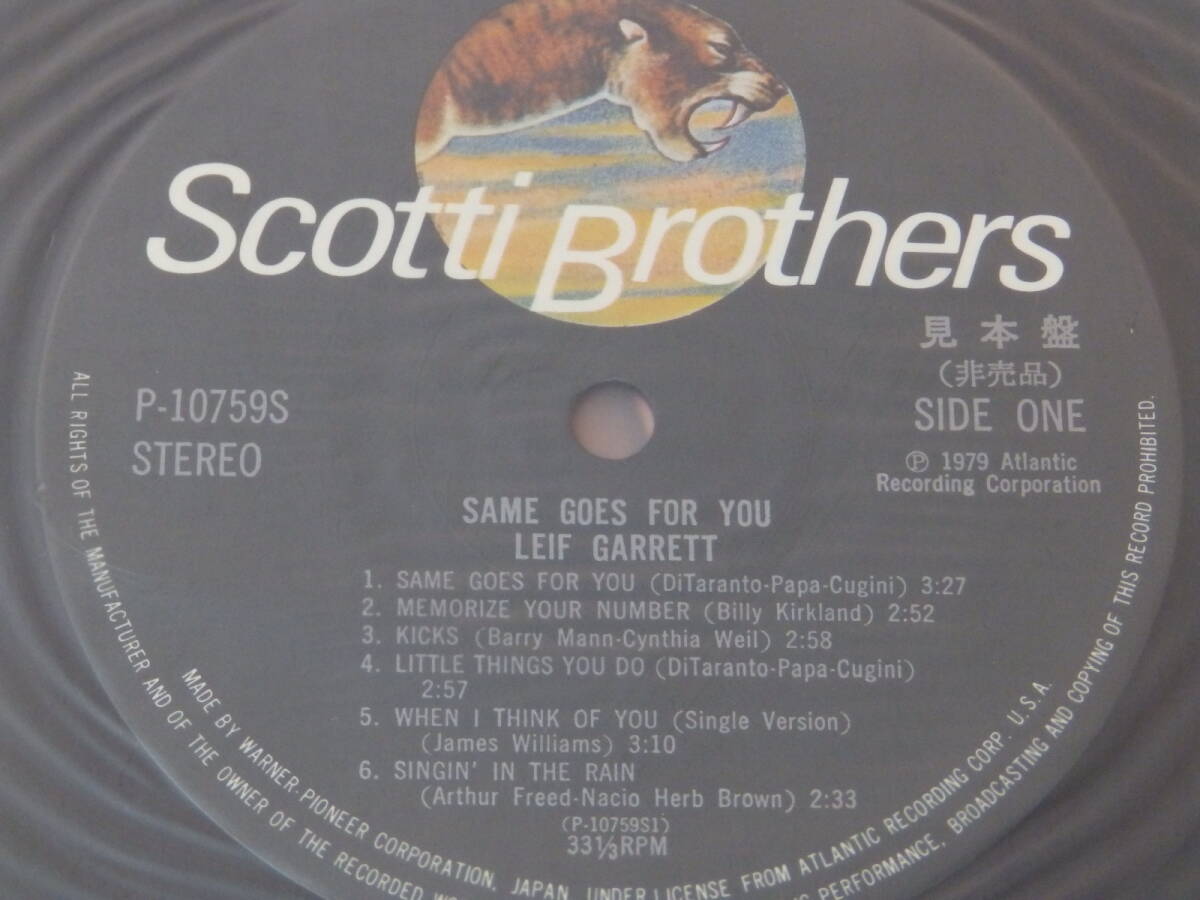 Scotti Brothers
見本盤
(非売品)
P-10759S
SIDE ONE
STEREO
Ⓟ 1979 Atlantic
Recording Corporation
SAME GOES FOR YOU
LEIF GARRETT
1. SAME GOES FOR YOU (DiTaranto-Papa-Cugini) 3:27
2. MEMORIZE YOUR NUMBER (Billy Kirkland) 2:52
3. KICKS (Barry Mann-Cynthia Weil) 2:58
4. LITTLE THINGS YOU DO (DiTaranto-Papa-Cugini)
2:57
5. WHEN I THINK OF YOU (Single Version)
(James Williams) 3:10
6. SINGIN' IN THE RAIN
(Arthur Freed-Nacio Herb Brown) 2:33
(P-10759S1)
33⅓RPM
MADE BY WARNER-PIONEER CORPORATION, JAPAN, UNDER LICENSE FROM ATLANTIC RECORDING CORP. U.S.A.
ALL RIGHTS OF THE MANUFACTURER AND OF THE OWNER OF THE RECORDED PERFORMANCE, BROADCASTING AND COPYING OF THIS RECORD PROHIBITED.